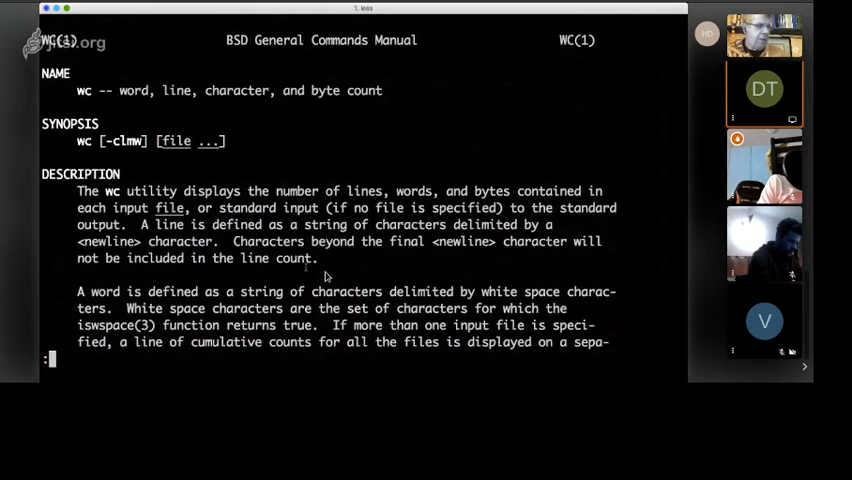 1. less
jitsi.org
WC(1) BSD General Commands Manual WC(1)
NAME
wc -- word, line, character, and byte count
SYNOPSIS
wc [-clmw] [file ...]
DESCRIPTION
The wc utility displays the number of lines, words, and bytes contained in
each input file, or standard input (if no file is specified) to the standard
output. A line is defined as a string of characters delimited by a
<newline> character. Characters beyond the final <newline> character will
not be included in the line count.
A word is defined as a string of characters delimited by white space charac-
ters. White space characters are the set of characters for which the
iswspace(3) function returns true. If more than one input file is speci-
fied, a line of cumulative counts for all the files is displayed on a sepa-
:
HD
DT
V